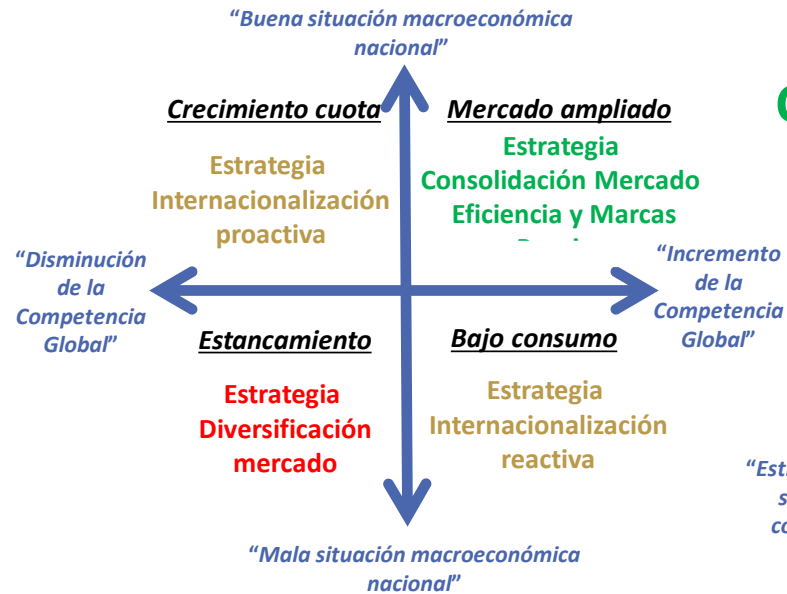 “Buena situación macroeconómica
nacional”
Crecimiento cuota
Mercado ampliado
Estrategia
Internacionalización
proactiva
Estrategia
Consolidación Mercado
Eficiencia y Marcas
“Disminución
de la
Competencia
Global”
“Incremento
de la
Competencia
Global”
Estancamiento
Bajo consumo
Estrategia
Diversificación
mercado
Estrategia
Internacionalización
reactiva
“Mala situación macroeconómica
nacional”